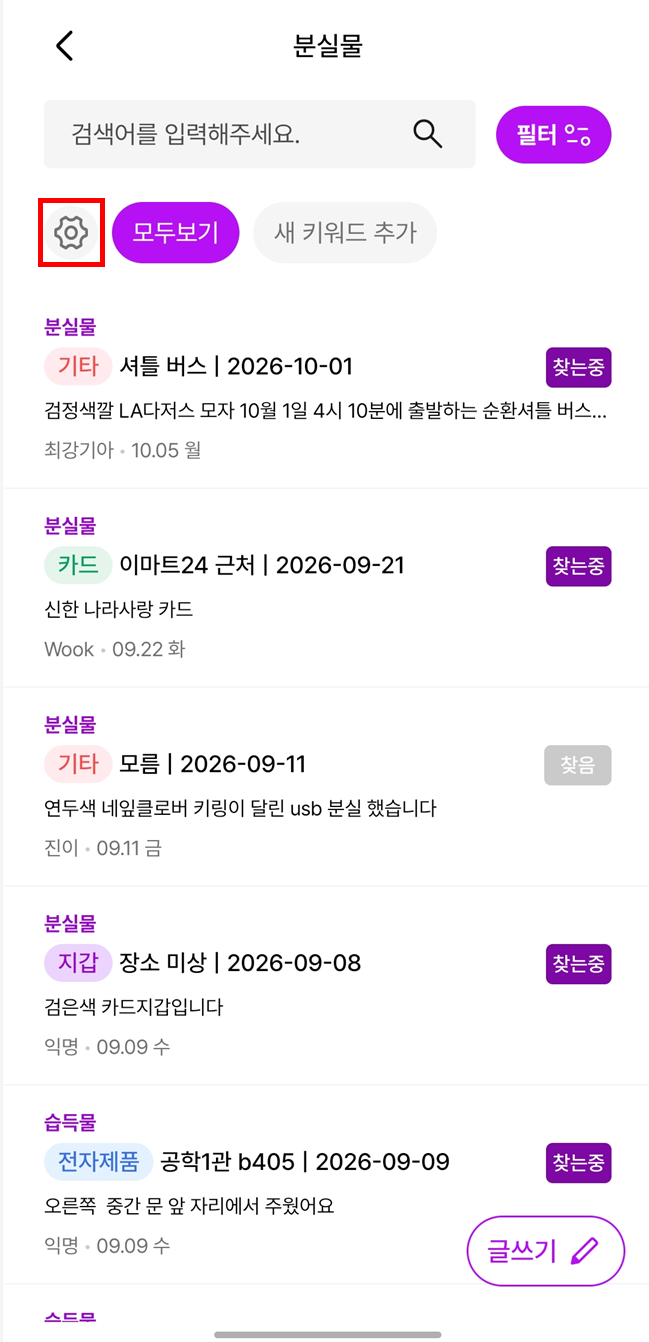 분실물
검색어를 입력해주세요.
필터
모두보기
새 키워드 추가
분실물
기타 셔틀 버스 | 2026-10-01
찾는중
검정색깔 LA다저스 모자 10월 1일 4시 10분에 출발하는 순환셔틀 버스...
최강기아 • 10.05 월
분실물
카드 이마트24 근처 | 2026-09-21
찾는중
신한 나라사랑 카드
Wook • 09.22 화
분실물
기타 모름 | 2026-09-11
찾음
연두색 네잎클로버 키링이 달린 usb 분실 했습니다
진이 • 09.11 금
분실물
지갑 장소 미상 | 2026-09-08
찾는중
검은색 카드지갑입니다
익명 • 09.09 수
습득물
전자제품 공학1관 b405 | 2026-09-09
찾는중
오른쪽  중간 문 앞 자리에서 주웠어요
익명 • 09.09 수
글쓰기